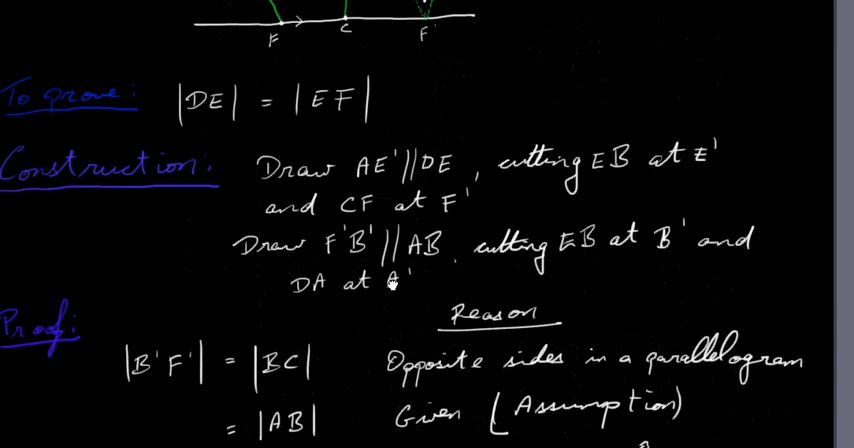 F C F'
To prove: |DE| = |EF|
Construction: Draw AE'//DE, cutting EB at E'
and CF at F'
Draw F'B'//AB, cutting EB at B' and
DA at A'
Proof: Reason
|B'F'| = |BC| Opposite sides in a parallelogram
= |AB| Given (Assumption)